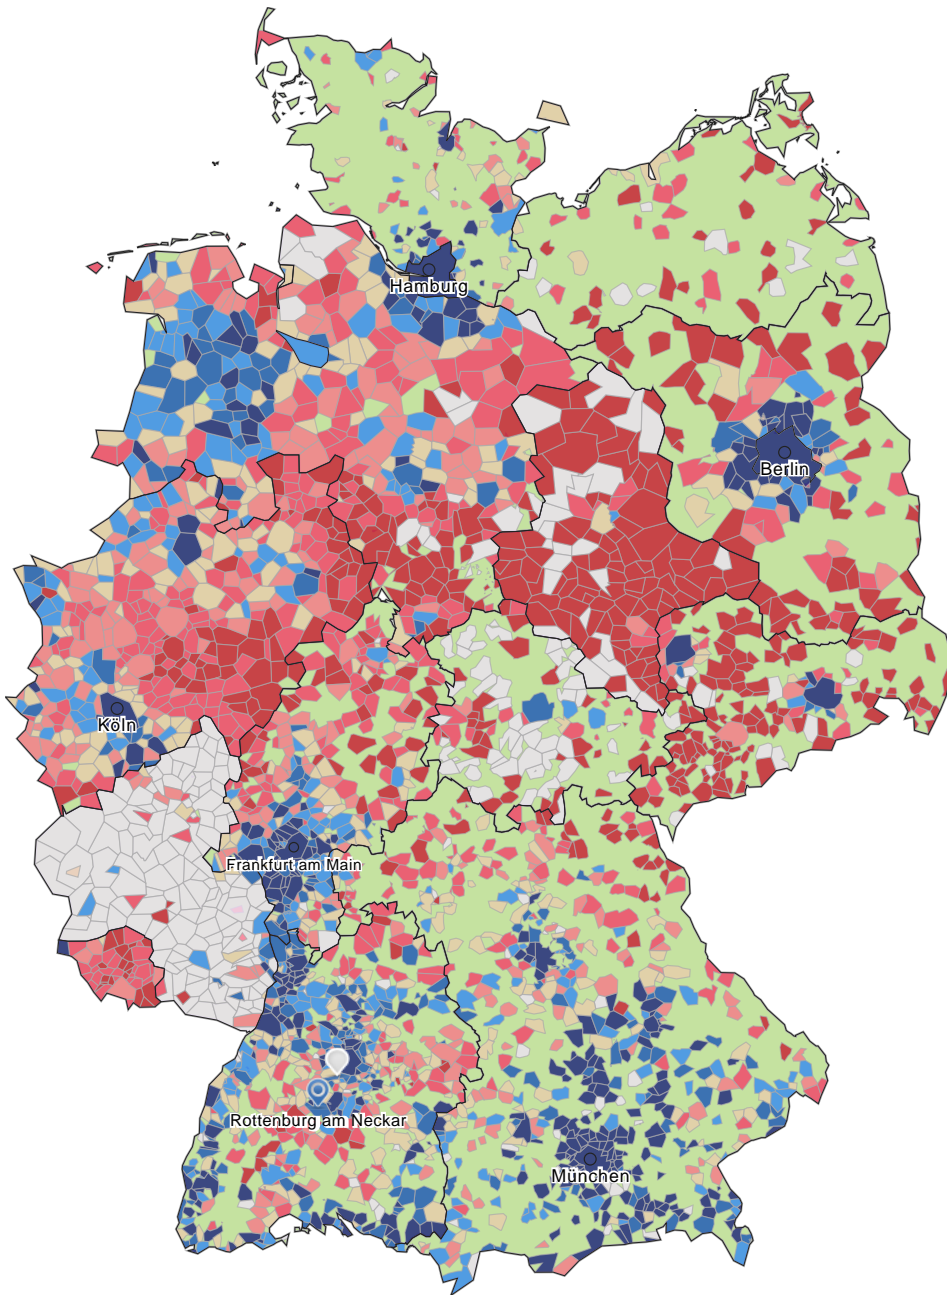 Hamburg
Berlin
Köln
Frankfurt am Main
Rottenburg am Neckar
München